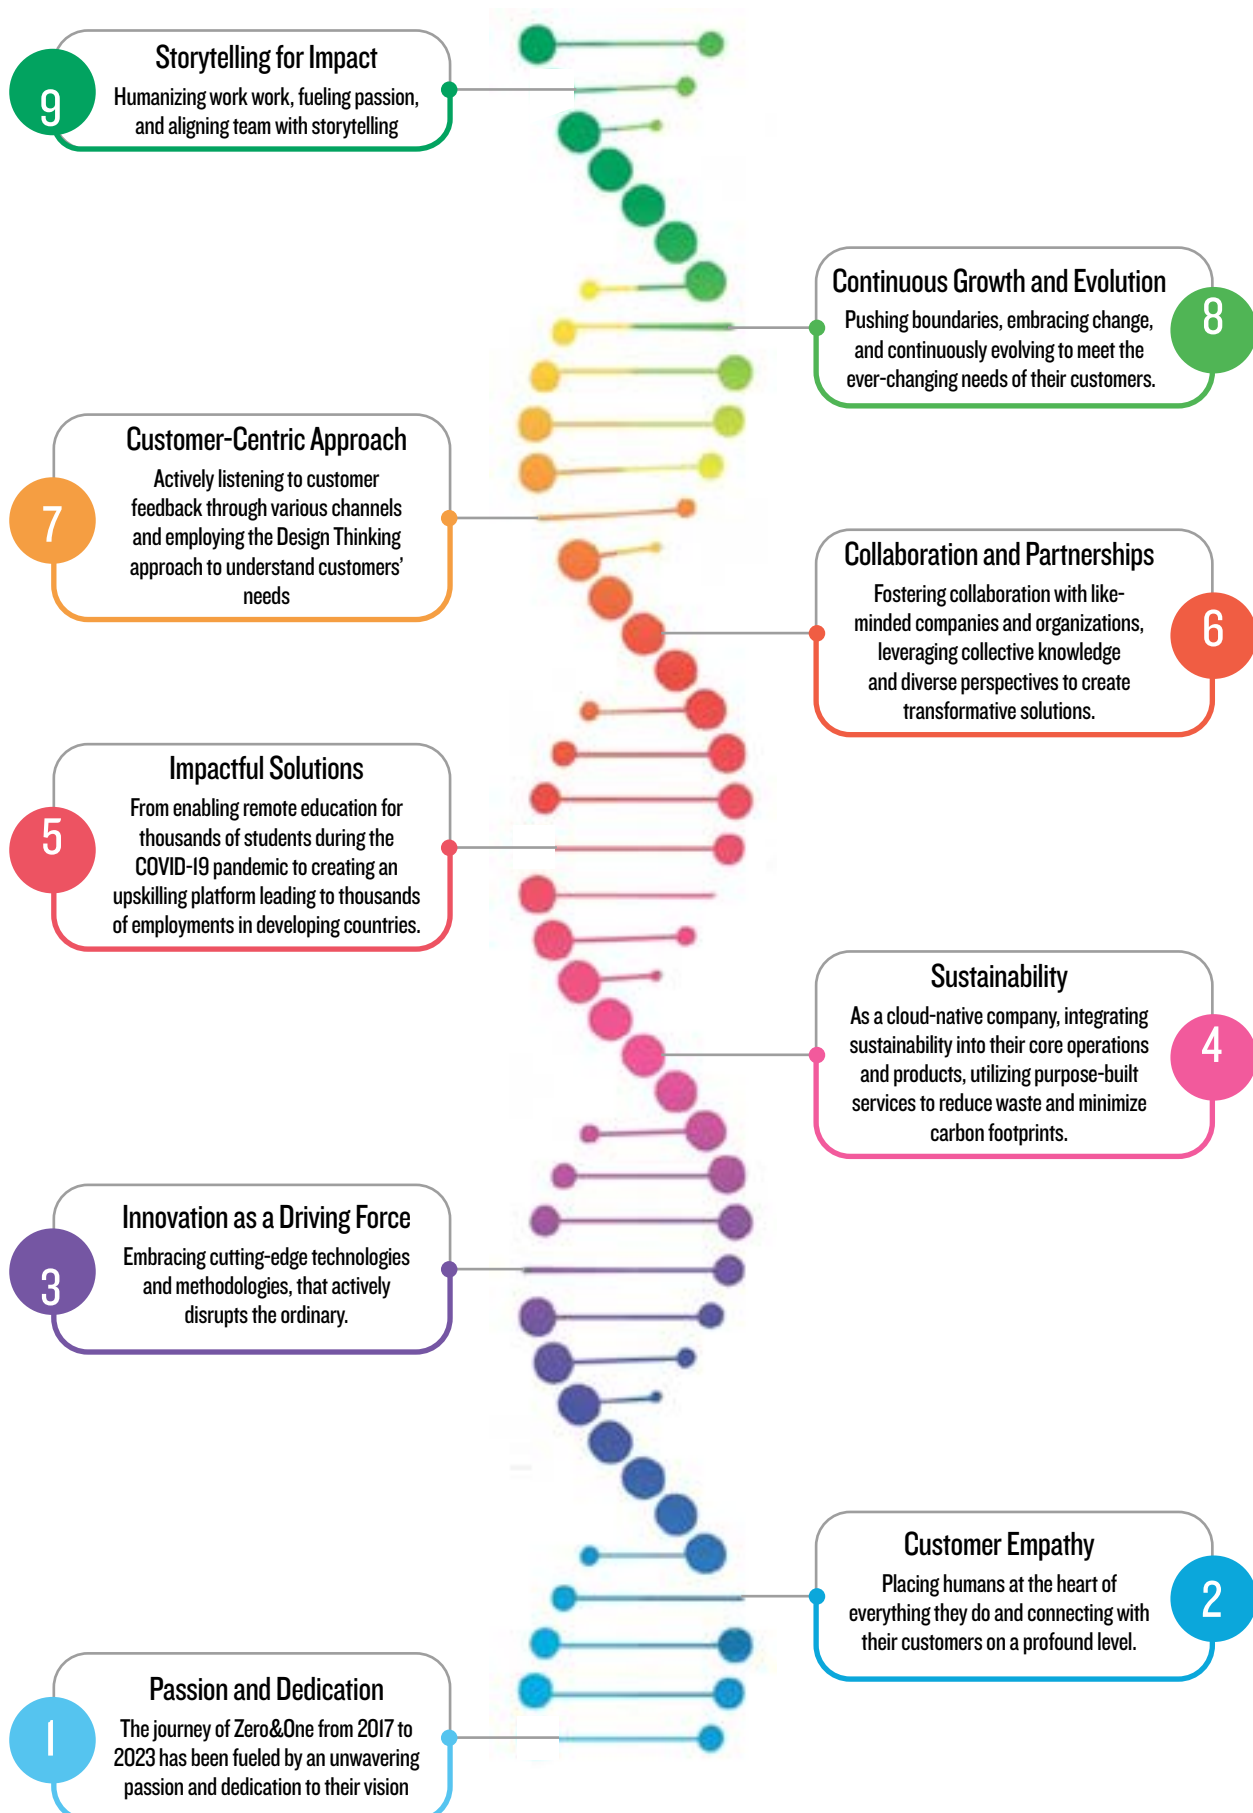 9
Storytelling for Impact
Humanizing work work, fueling passion,
and aligning team with storytelling
Continuous Growth and Evolution
Pushing boundaries, embracing change,
and continuously evolving to meet the
ever-changing needs of their customers.
8
Customer-Centric Approach
Actively listening to customer
feedback through various channels
and employing the Design Thinking
approach to understand customers'
needs
7
Collaboration and Partnerships
Fostering collaboration with like-
minded companies and organizations,
leveraging collective knowledge
and diverse perspectives to create
transformative solutions.
6
Impactful Solutions
From enabling remote education for
thousands of students during the
COVID-19 pandemic to creating an
upskilling platform leading to thousands
of employments in developing countries.
5
Sustainability
As a cloud-native company, integrating
sustainability into their core operations
and products, utilizing purpose-built
services to reduce waste and minimize
carbon footprints.
4
Innovation as a Driving Force
Embracing cutting-edge technologies
and methodologies, that actively
disrupts the ordinary.
3
Customer Empathy
Placing humans at the heart of
everything they do and connecting with
their customers on a profound level.
2
Passion and Dedication
The journey of Zero&One from 2017 to
2023 has been fueled by an unwavering
passion and dedication to their vision
1